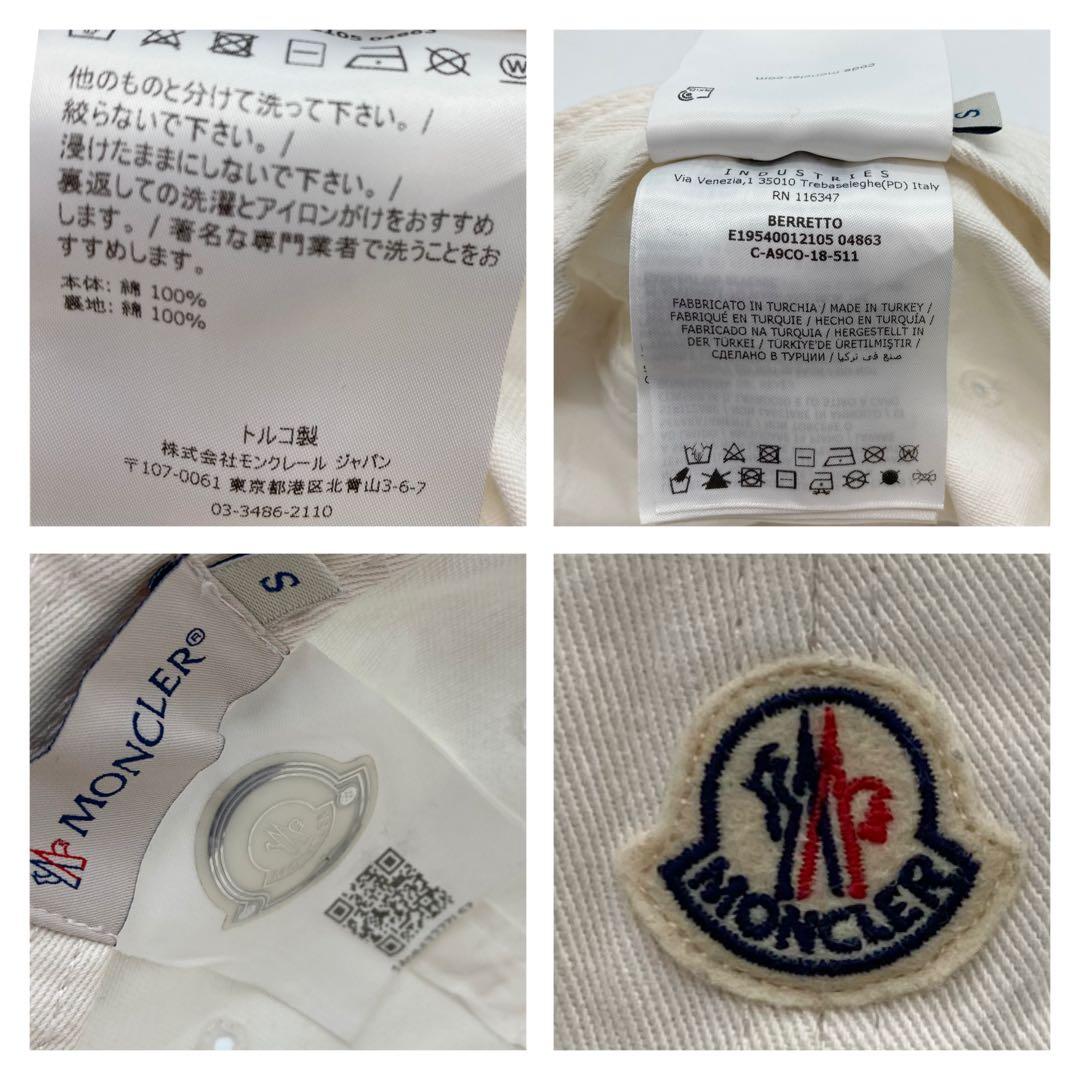 105 04863
他のものと分けて洗って下さい。/
絞らないで下さい。/
浸けたままにしないで下さい。/
裏返しての洗濯とアイロンがけをおすすめ
します。/ 著名な専門業者で洗うことをお
すすめします。
本体: 綿 100%
裏地: 綿 100%
トルコ製
株式会社モンクレール ジャパン
〒107-0061 東京都港区北青山3-6-7
03-3486-2110
code.moncler.com
S
INDUSTRIES
Via Venezia,1 35010 Trebaseleghe(PD) Italy
RN 116347
BERRETTO
E19540012105 04863
C-A9CO-18-511
FABBRICATO IN TURCHIA / MADE IN TURKEY /
FABRIQUÉ EN TURQUIE / HECHO EN TURQUÍA /
FABRICADO NA TURQUIA / HERGESTELLT IN
DER TÜRKEI / TÜRKIYE'DE ÜRETILMIŞTIR /
СДЕЛАНО В ТУРЦИИ / صنع في تركيا
S
MONCLER®
MONCLER
MONCLER